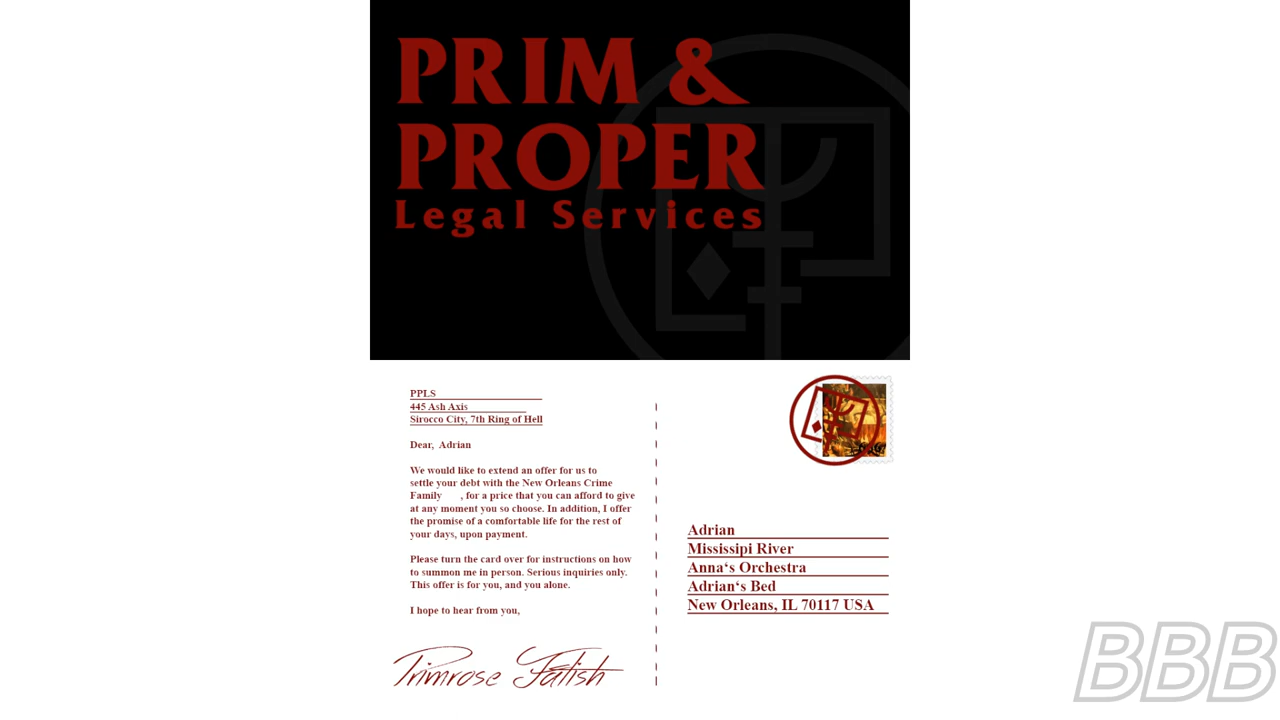 PRIM &
PROPER
Legal Services
PPLS
445 Ash Axis
Sirocco City, 7th Ring of Hell
Dear, Adrian
We would like to extend an offer for us to
settle your debt with the New Orleans Crime
Family , for a price that you can afford to give
at any moment you so choose. In addition, I offer
the promise of a comfortable life for the rest of
your days, upon payment.
Please turn the card over for instructions on how
to summon me in person. Serious inquiries only.
This offer is for you, and you alone.
I hope to hear from you,
Primrose Falish
Adrian
Mississipi River
Anna‘s Orchestra
Adrian‘s Bed
New Orleans, IL 70117 USA
BBB